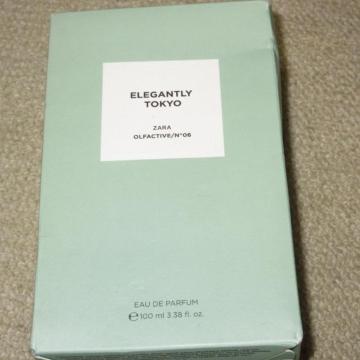 ELEGANTLY
TOKYO
ZARA
OLFACTIVE/N°06
EAU DE PARFUM
℮ 100 ml 3.38 fl. oz.